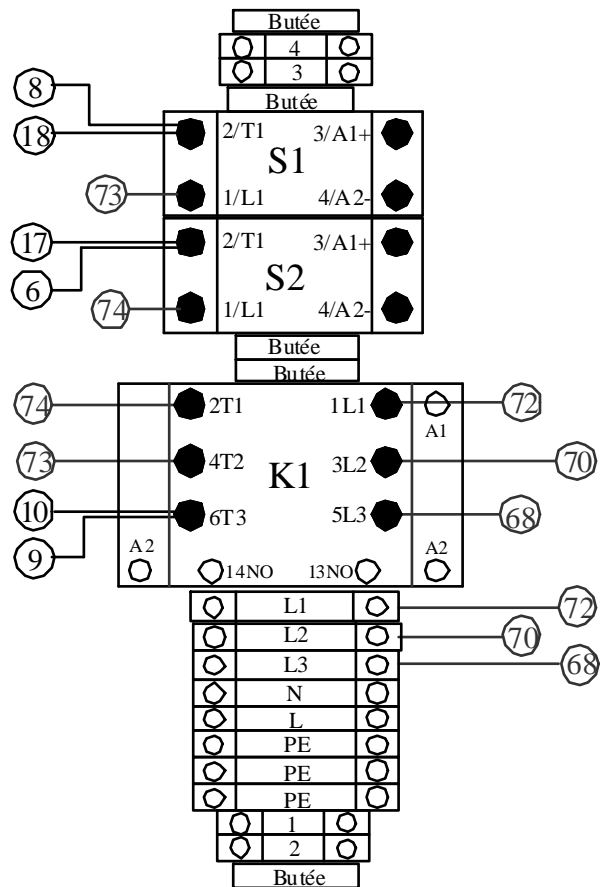 Butée
4
3
Butée
8
18
2/T1 3/A1+
S1
73 1/L1 4/A2-
17
2/T1 3/A1+
6
S2
74 1/L1 4/A2-
Butée
Butée
74 2T1 1L1 72
A1
73 4T2 K1 3L2 70
10 6T3 5L3 68
9
A2 A2
14NO 13NO
L1 72
L2 70
L3 68
N
L
PE
PE
PE
1
2
Butée